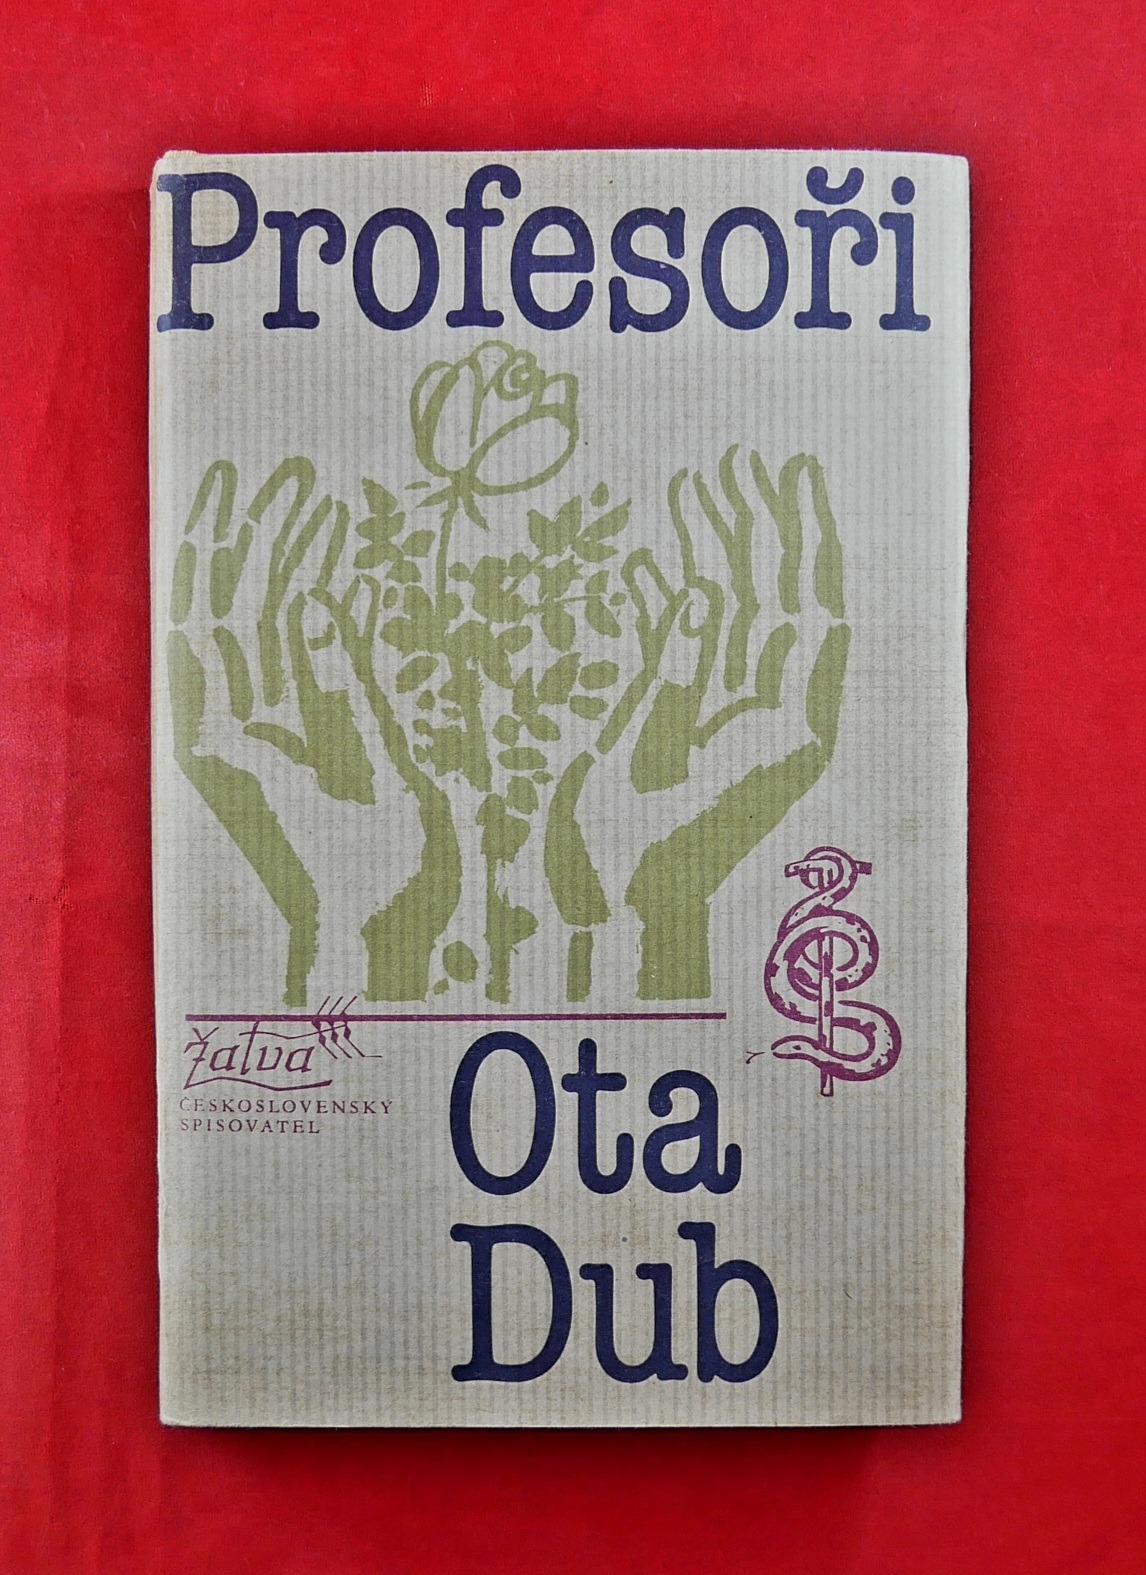 Profesoři
Žatva
ČESKOSLOVENSKÝ
SPISOVATEL
Ota
Dub